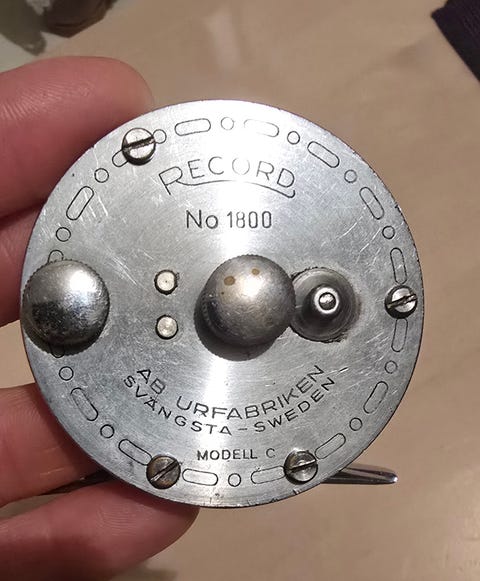 RECORD
No 1800
AB URFABRIKEN
SVÄNGSTA-SWEDEN
MODELL C